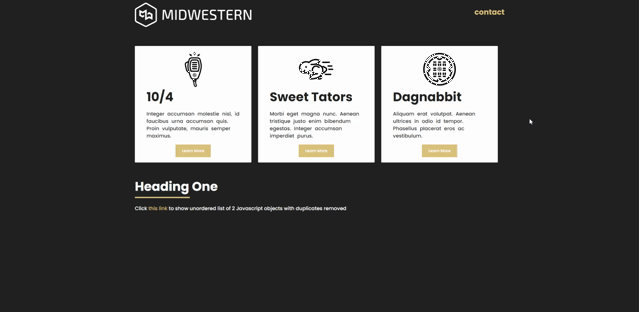 MIDWESTERN
contact
10/4
Integer accumsan molestie nisl, id
faucibus urna accumsan quis.
Proin vulputate, mauris semper
maximus.
Learn More
Sweet Tators
Morbi eget magna nunc. Aenean
tristique justo enim bibendum
egestas. Integer accumsan
imperdiet purus.
Learn More
Dagnabbit
Aliquam erat volutpat. Aenean
ultrices in odio id tempor.
Phasellus placerat eros ac
vestibulum.
Learn More
Heading One
Click this link to show unordered list of 2 Javascript objects with duplicates removed